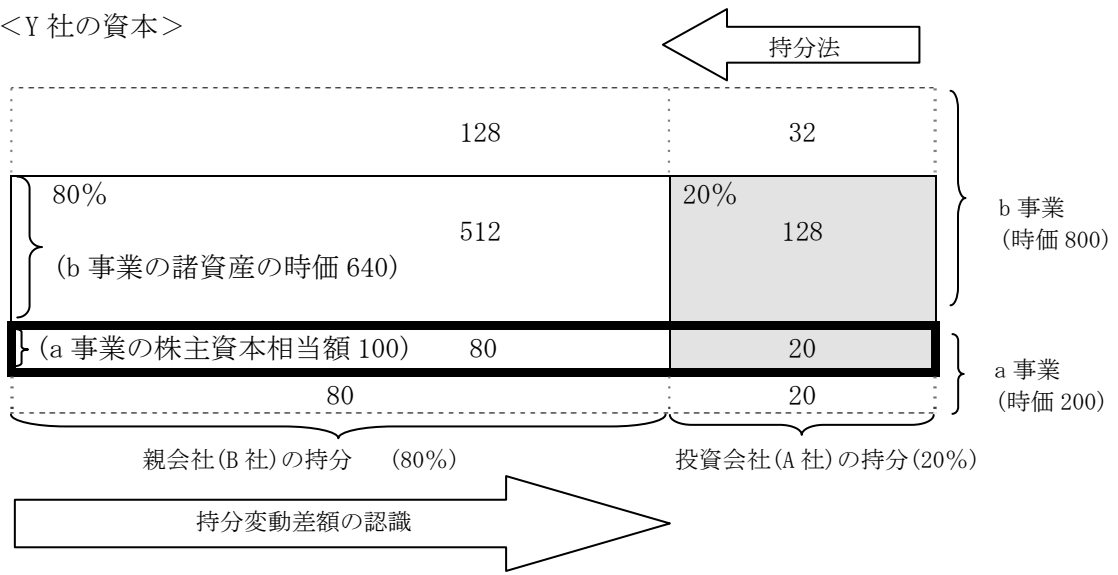 <Y社の資本>
持分法
128 32
80% 20%
512 128
(b 事業の諸資産の時価 640)
b 事業
(時価 800)
(a 事業の株主資本相当額 100) 80 20
80 20
a 事業
(時価 200)
親会社(B 社)の持分 (80%) 投資会社(A 社)の持分(20%)
持分変動差額の認識